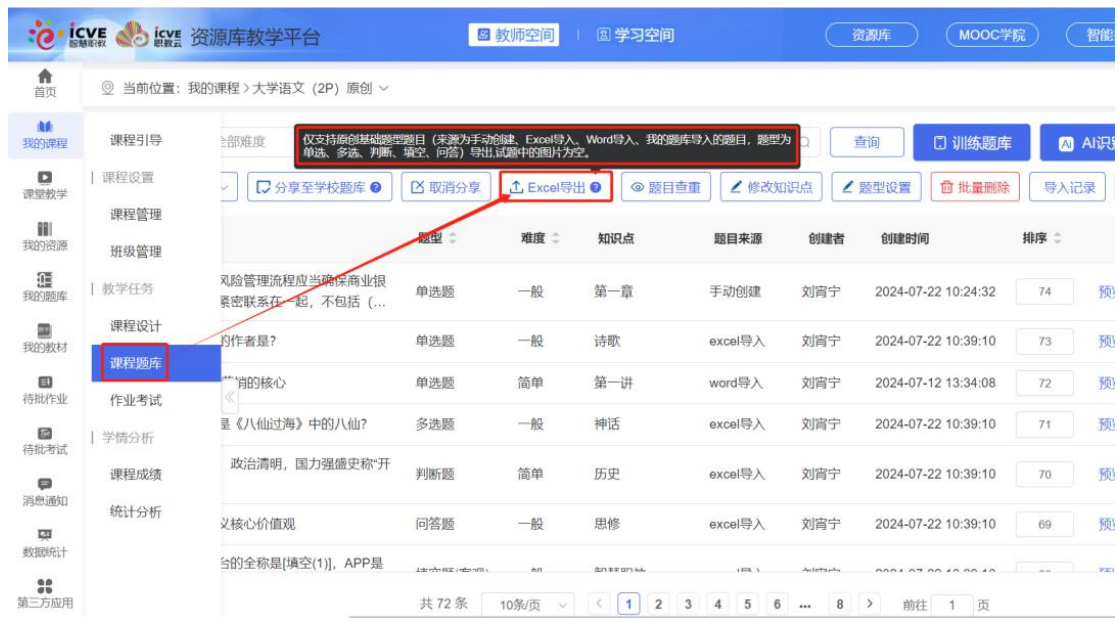 icve 智慧职教 icve 职教云 资源库教学平台 教师空间 学习空间 资源库 MOOC学院 智能
首页
当前位置：我的课程 > 大学语文（2P）原创
我的课程
课堂教学
我的资源
我的题库
我的教材
待批作业
待批考试
消息通知
数据统计
第三方应用
课程引导
课程设置
课程管理
班级管理
教学任务
课程设计
课程题库
作业考试
学情分析
课程成绩
统计分析
全部难度
仅支持原创基础题型题目（来源为手动创建、Excel导入、Word导入、我的题库导入的题目，题型为
单选、多选、判断、填空、问答）导出,试题中的图片为空。
查询 训练题库 AI识
分享至学校题库 取消分享 Excel导出 题目查重 修改知识点 题型设置 批量删除 导入记录
题型 难度 知识点 题目来源 创建者 创建时间 排序
风险管理流程应当确保商业银
紧密联系在一起，不包括（...
单选题 一般 第一章 手动创建 刘宵宁 2024-07-22 10:24:32 74 预
的作者是? 单选题 一般 诗歌 excel导入 刘宵宁 2024-07-22 10:39:10 73 预
营销的核心 单选题 简单 第一讲 word导入 刘宵宁 2024-07-12 13:34:08 72 预
是《八仙过海》中的八仙? 多选题 一般 神话 excel导入 刘宵宁 2024-07-22 10:39:10 71 预
政治清明，国力强盛史称“开
判断题 简单 历史 excel导入 刘宵宁 2024-07-22 10:39:10 70 预
义核心价值观 问答题 一般 思修 excel导入 刘宵宁 2024-07-22 10:39:10 69 预
台的全称是[填空(1)]，APP是
共 72 条 10条/页 < 1 2 3 4 5 6 ... 8 > 前往 1 页